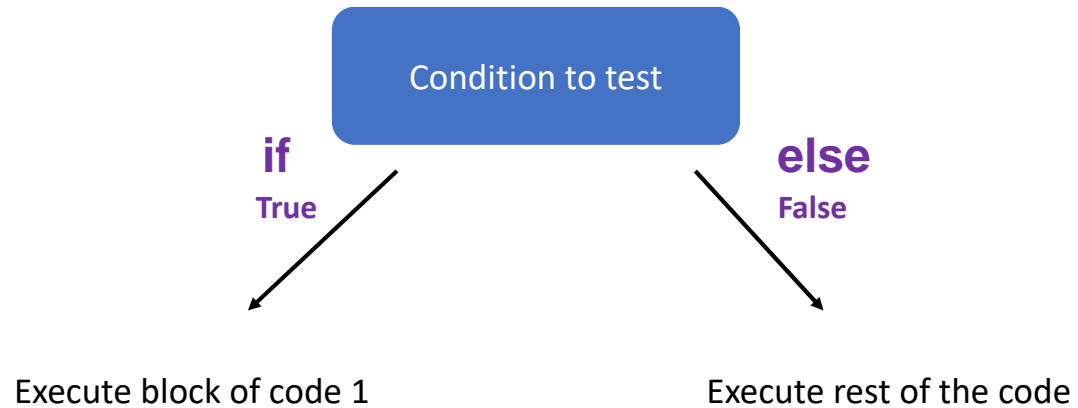 Condition to test
if
else
True
False
Execute block of code 1
Execute rest of the code